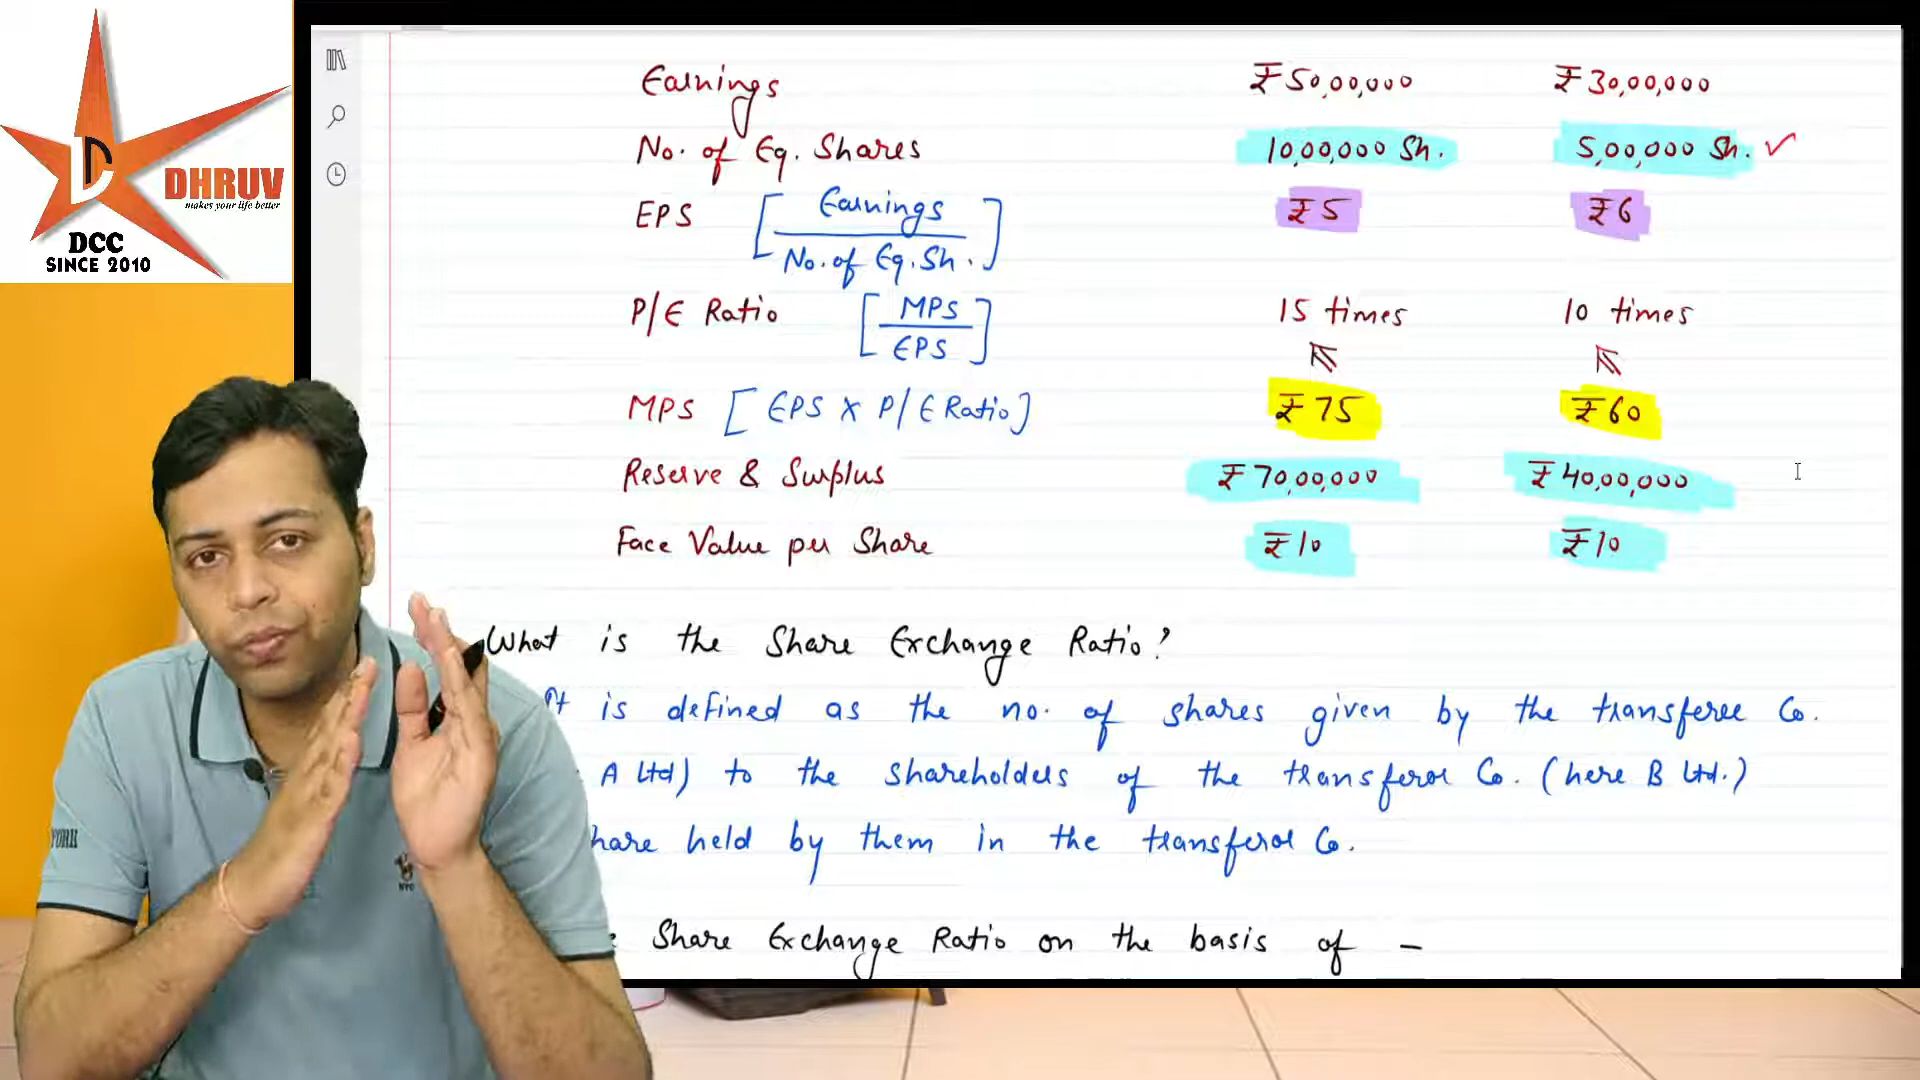 DHRUV
makes your life better
DCC
SINCE 2010
Earnings ₹50,00,000 ₹30,00,000
No. of Eq. Shares 10,00,000 Sh. 5,00,000 Sh. ✓
EPS [Earnings / No. of Eq. Sh.] ₹5 ₹6
P/E Ratio [MPS / EPS] 15 times 10 times
MPS [EPS x P/E Ratio] ₹75 ₹60
Reserve & Surplus ₹70,00,000 ₹40,00,000
Face Value per Share ₹10 ₹10
What is the Share Exchange Ratio?
It is defined as the no. of shares given by the transferee Co.
A Ltd) to the shareholders of the transferor Co. (here B Ltd.)
held by them in the transferor Co.
Share Exchange Ratio on the basis of -
YORK
NYC